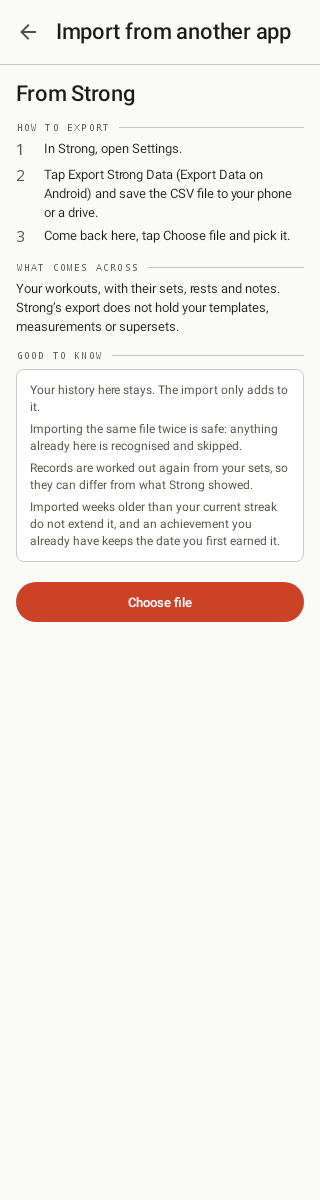 Import from another app
From Strong
HOW TO EXPORT
1 In Strong, open Settings.
2 Tap Export Strong Data (Export Data on
Android) and save the CSV file to your phone
or a drive.
3 Come back here, tap Choose file and pick it.
WHAT COMES ACROSS
Your workouts, with their sets, rests and notes.
Strong’s export does not hold your templates,
measurements or supersets.
GOOD TO KNOW
Your history here stays. The import only adds to
it.
Importing the same file twice is safe: anything
already here is recognised and skipped.
Records are worked out again from your sets, so
they can differ from what Strong showed.
Imported weeks older than your current streak
do not extend it, and an achievement you
already have keeps the date you first earned it.
Choose file